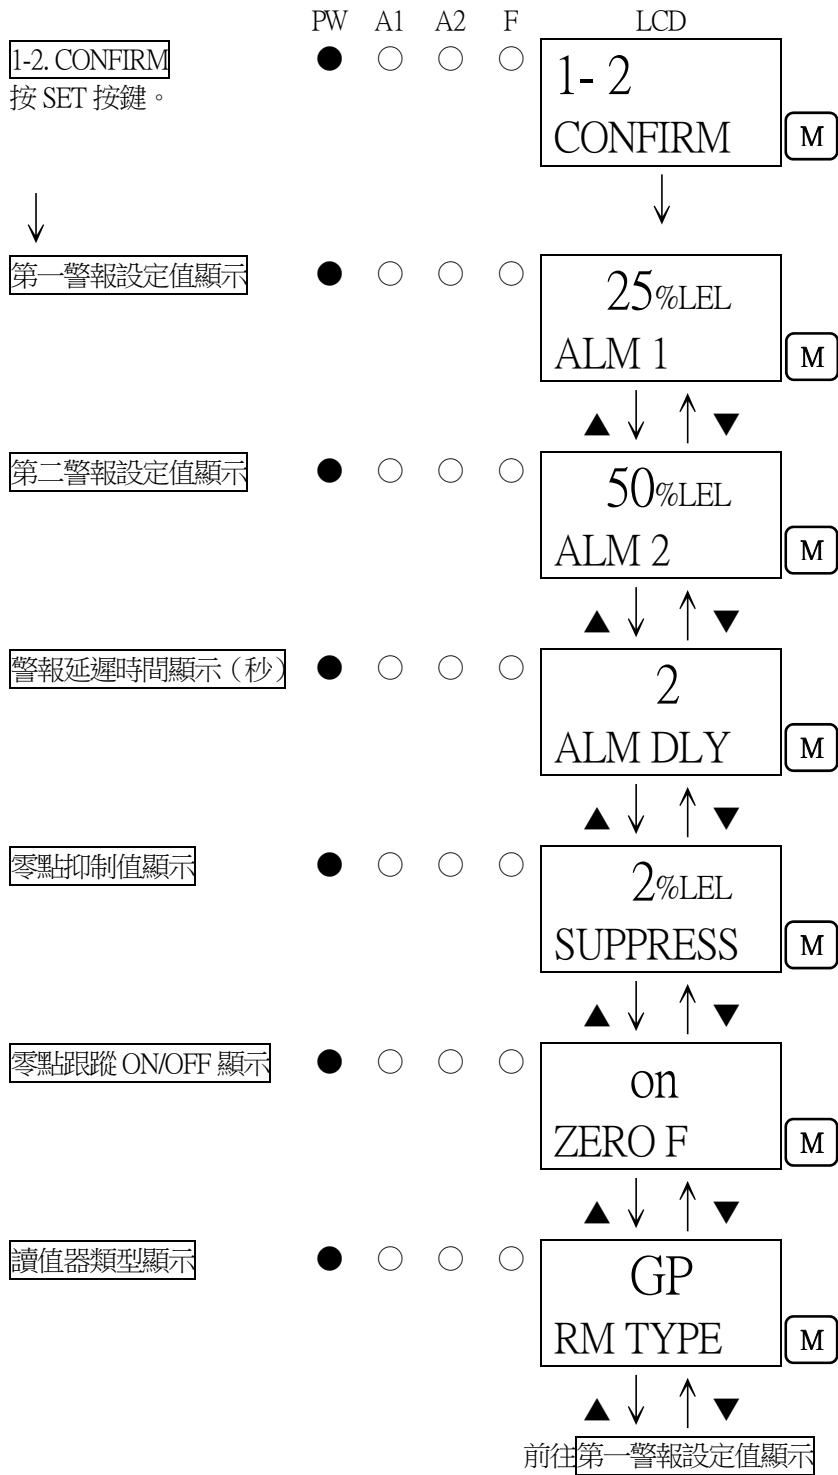 PW A1 A2 F LCD
1-2. CONFIRM ● ○ ○ ○ 1- 2
按 SET 按鍵。
CONFIRM M
↓ ↓
第一警報設定值顯示 ● ○ ○ ○ 25%LEL
ALM 1 M
▲ ↓ ↑ ▼
第二警報設定值顯示 ● ○ ○ ○ 50%LEL
ALM 2 M
▲ ↓ ↑ ▼
警報延遲時間顯示（秒） ● ○ ○ ○ 2
ALM DLY M
▲ ↓ ↑ ▼
零點抑制值顯示 ● ○ ○ ○ 2%LEL
SUPPRESS M
▲ ↓ ↑ ▼
零點跟蹤 ON/OFF 顯示 ● ○ ○ ○ on
ZERO F M
▲ ↓ ↑ ▼
讀值器類型顯示 ● ○ ○ ○ GP
RM TYPE M
▲ ↓ ↑ ▼
前往第一警報設定值顯示